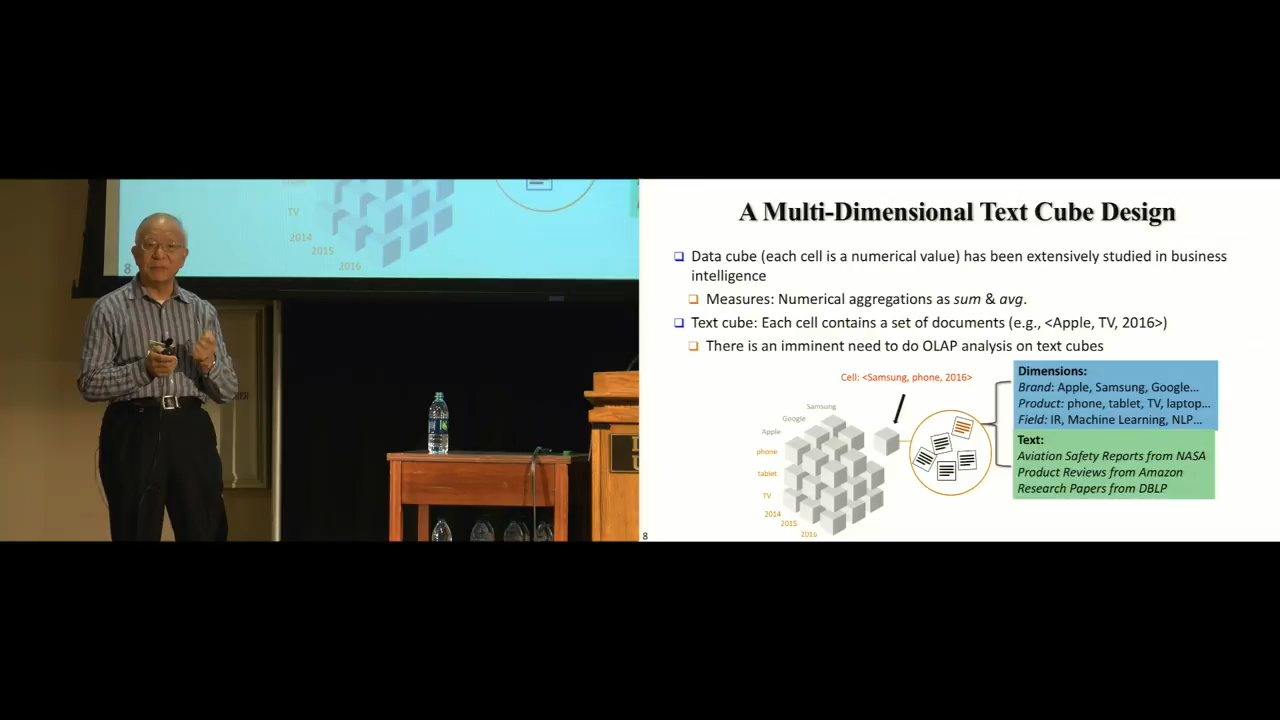 TV
2014
2015
2016
8
A Multi-Dimensional Text Cube Design
❑ Data cube (each cell is a numerical value) has been extensively studied in business
intelligence
❑ Measures: Numerical aggregations as sum & avg.
❑ Text cube: Each cell contains a set of documents (e.g., <Apple, TV, 2016>)
❑ There is an imminent need to do OLAP analysis on text cubes
Cell: <Samsung, phone, 2016>
Samsung
Google
Apple
phone
tablet
TV
2014
2015
2016
Dimensions:
Brand: Apple, Samsung, Google...
Product: phone, tablet, TV, laptop...
Field: IR, Machine Learning, NLP...
Text:
Aviation Safety Reports from NASA
Product Reviews from Amazon
Research Papers from DBLP
8